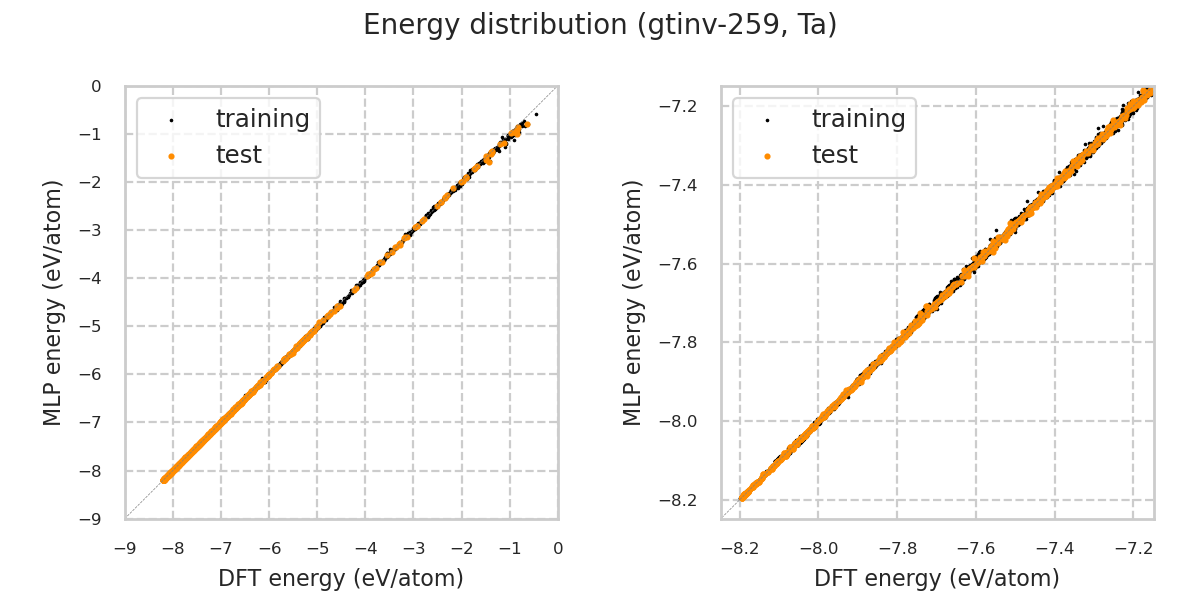 Energy distribution (gtinv-259, Ta)
training
test
0
−1
−2
−3
−4
−5
−6
−7
−8
−9
MLP energy (eV/atom)
−9 −8 −7 −6 −5 −4 −3 −2 −1 0
DFT energy (eV/atom)
training
test
−7.2
−7.4
−7.6
−7.8
−8.0
−8.2
MLP energy (eV/atom)
−8.2 −8.0 −7.8 −7.6 −7.4 −7.2
DFT energy (eV/atom)